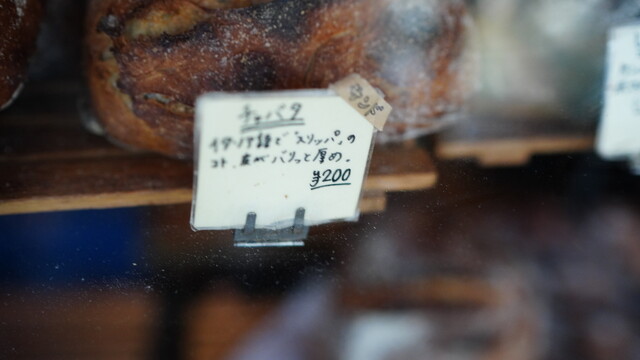 チャバタ
イタリア語で「スリッパ」の
コト。皮がパリっと厚め。
¥200